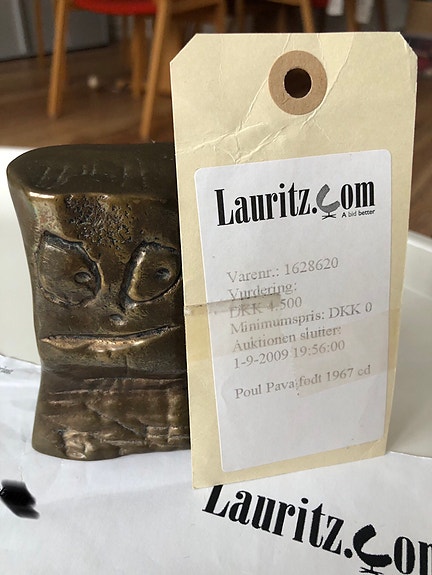 Lauritz.com
A bid better
Varenr.: 1628620
Vurdering:
DKK 4.500
Minimumspris: DKK 0
Auktionen slutter:
1-9-2009 19:56:00
Poul Pava født 1967 ed
Lauritz.com